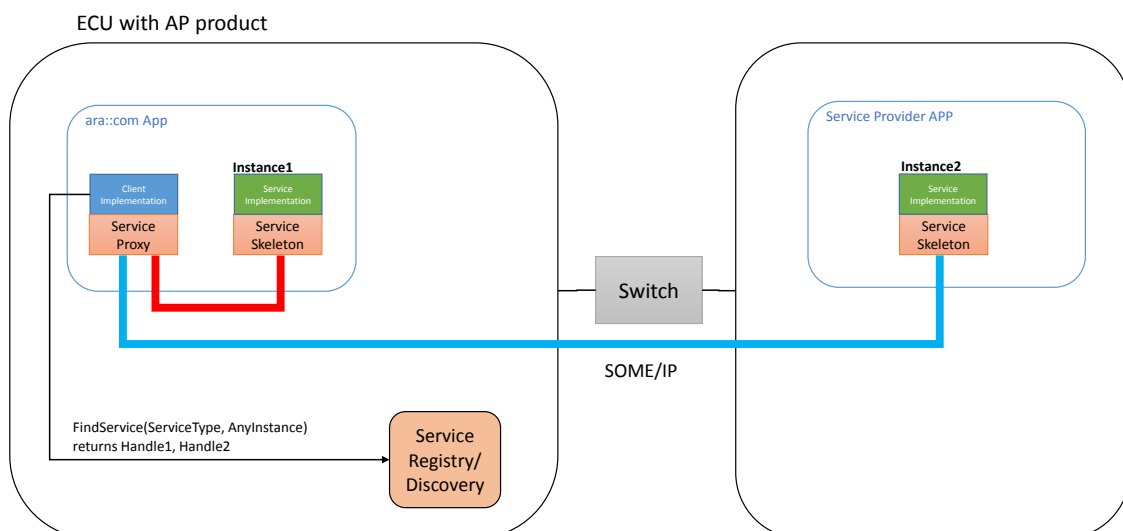 ECU with AP product
ara::com App
Instance1
Client
Implementation
Service
Implementation
Service
Proxy
Service
Skeleton
Switch
SOME/IP
Service Provider APP
Instance2
Service
Implementation
Service
Skeleton
FindService(ServiceType, AnyInstance)
returns Handle1, Handle2
Service
Registry/
Discovery